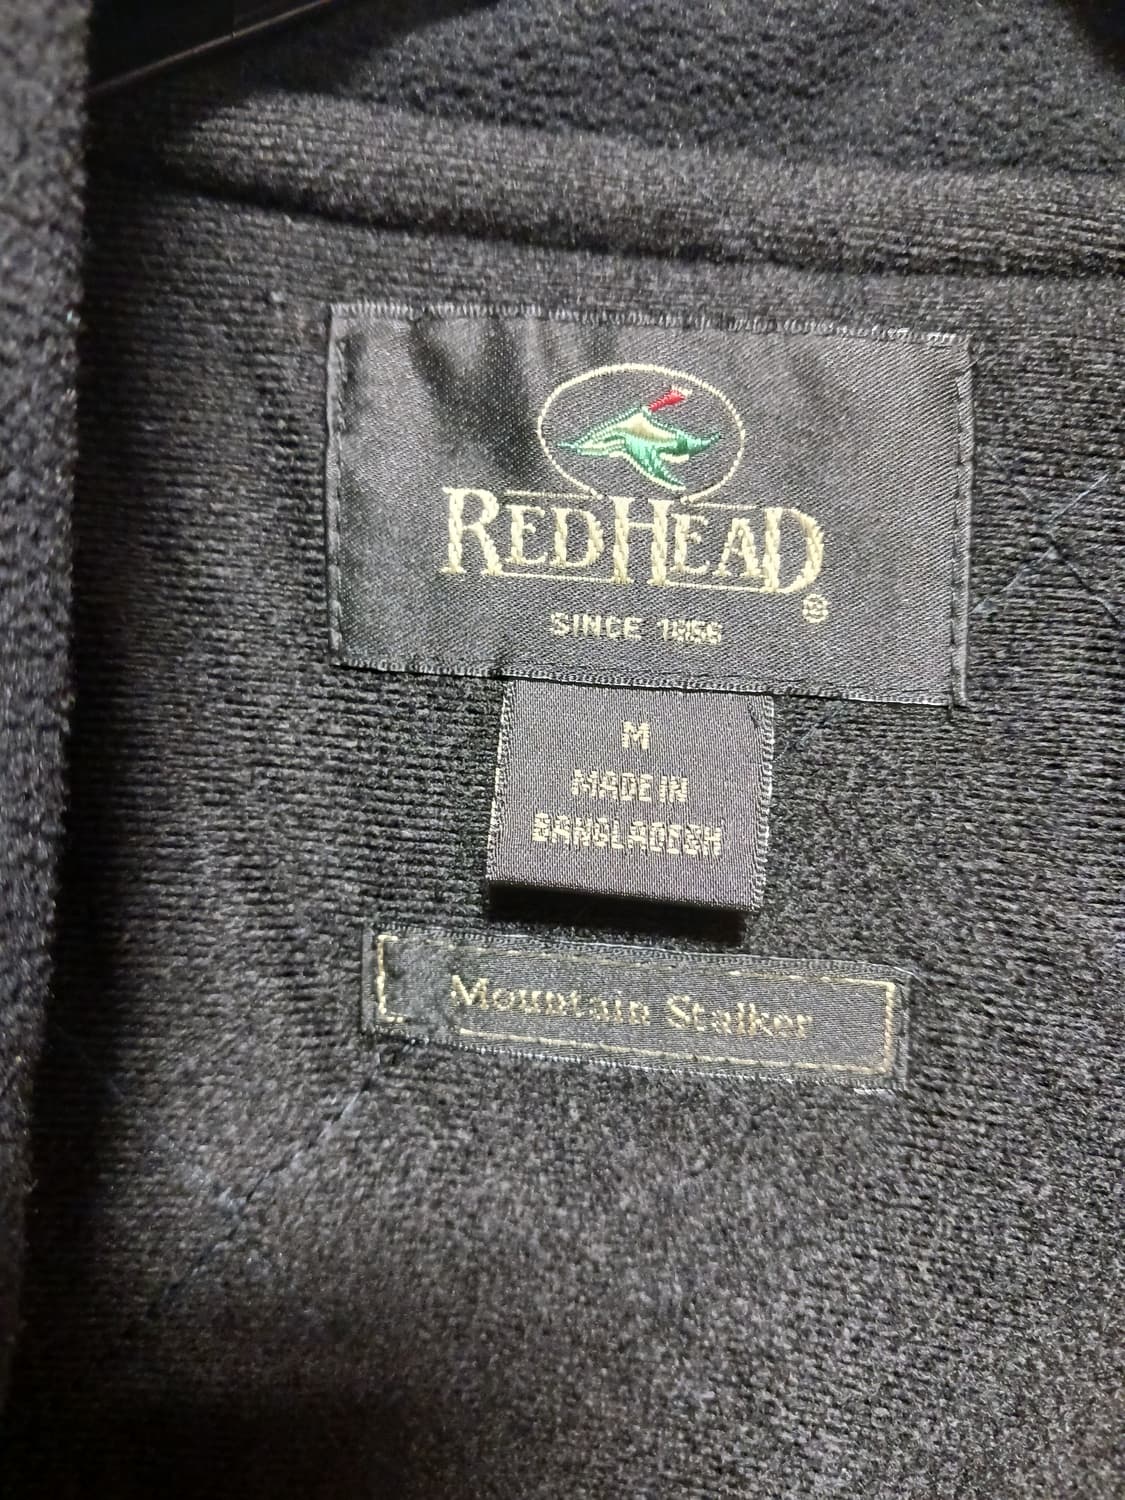 REDHEAD®
SINCE 1856
M
MADE IN
BANGLADESH
Mountain Stalker